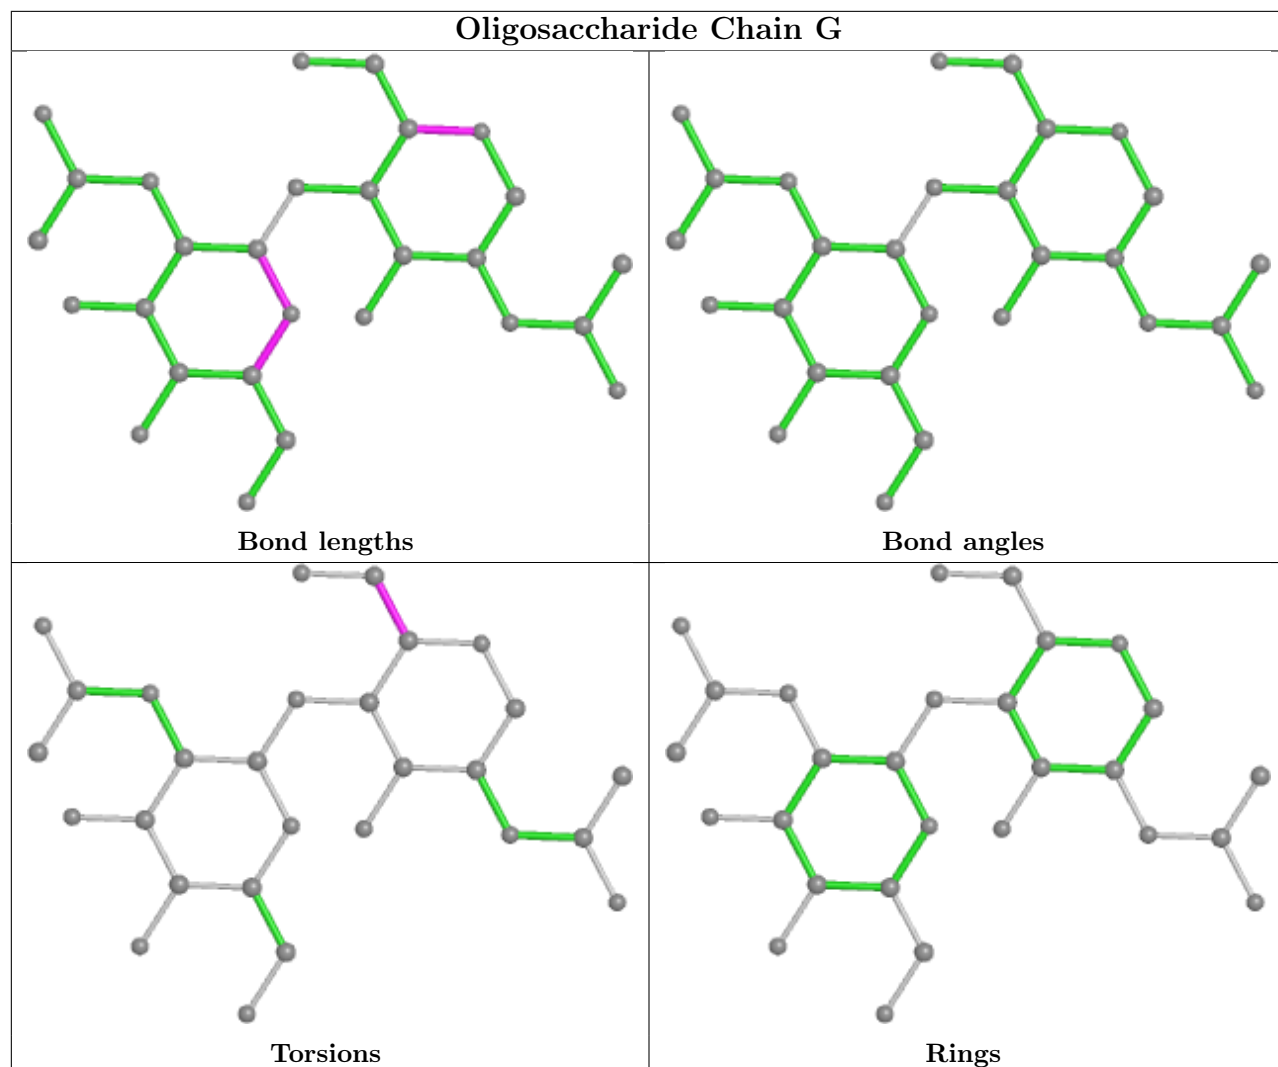 Oligosaccharide Chain G
Bond lengths
Bond angles
Torsions
Rings